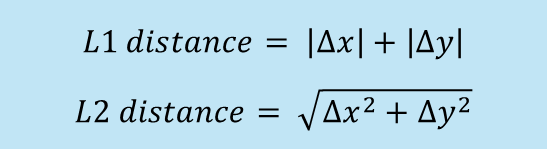 L1 distance = |Δx| + |Δy|
L2 distance = √Δx² + Δy²